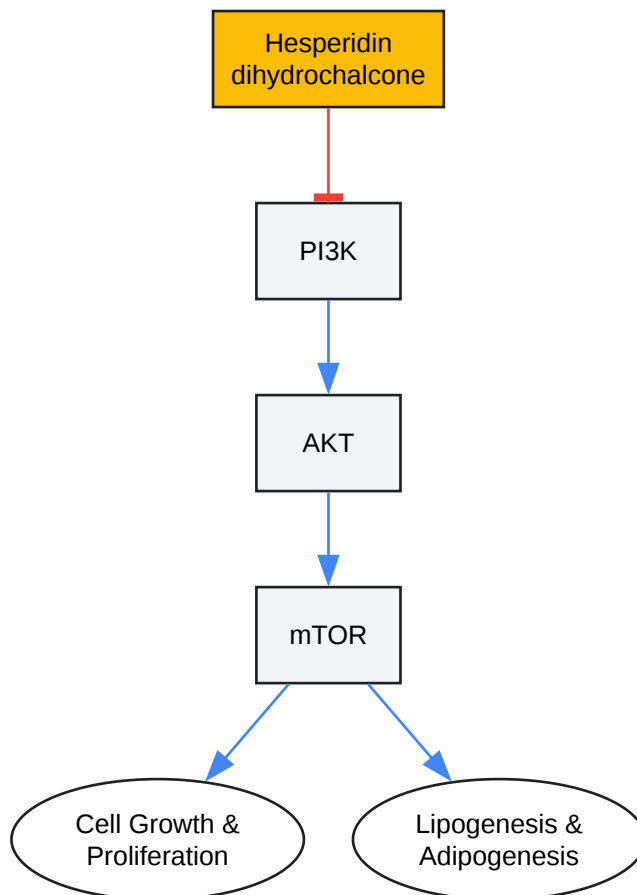 Hesperidin
dihydrochalcone
PI3K
AKT
mTOR
Cell Growth &
Proliferation
Lipogenesis &
Adipogenesis